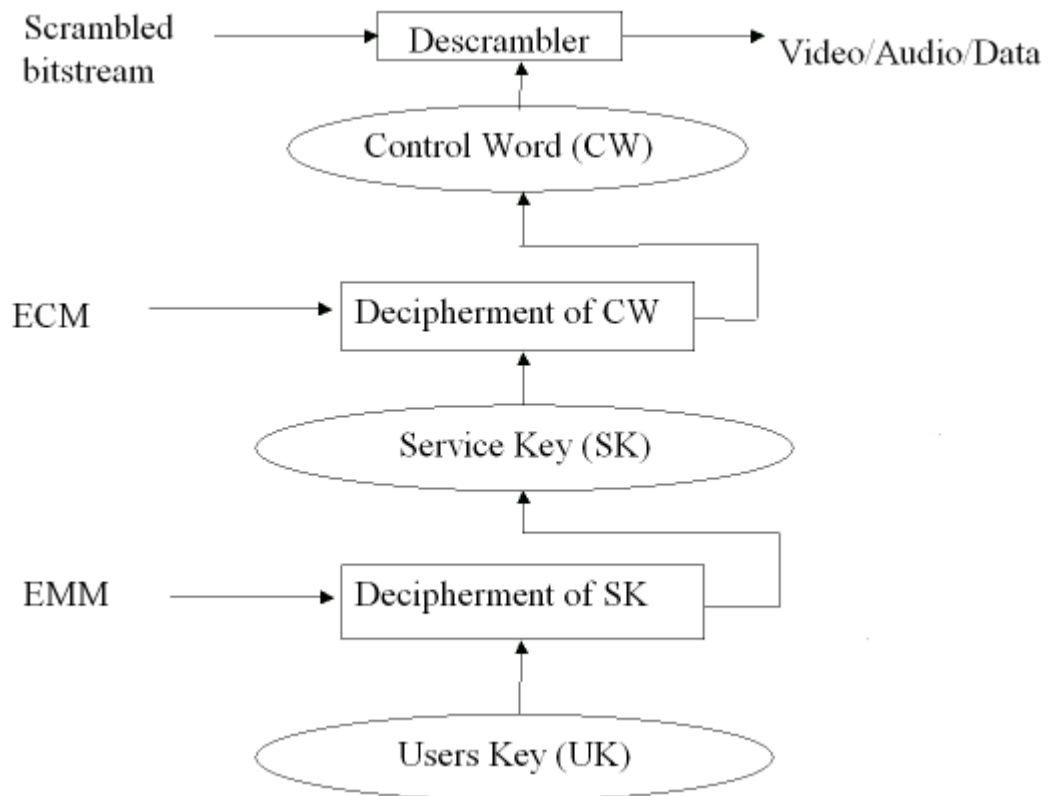 Scrambled
bitstream
Descrambler
Video/Audio/Data
Control Word (CW)
ECM
Decipherment of CW
Service Key (SK)
EMM
Decipherment of SK
Users Key (UK)